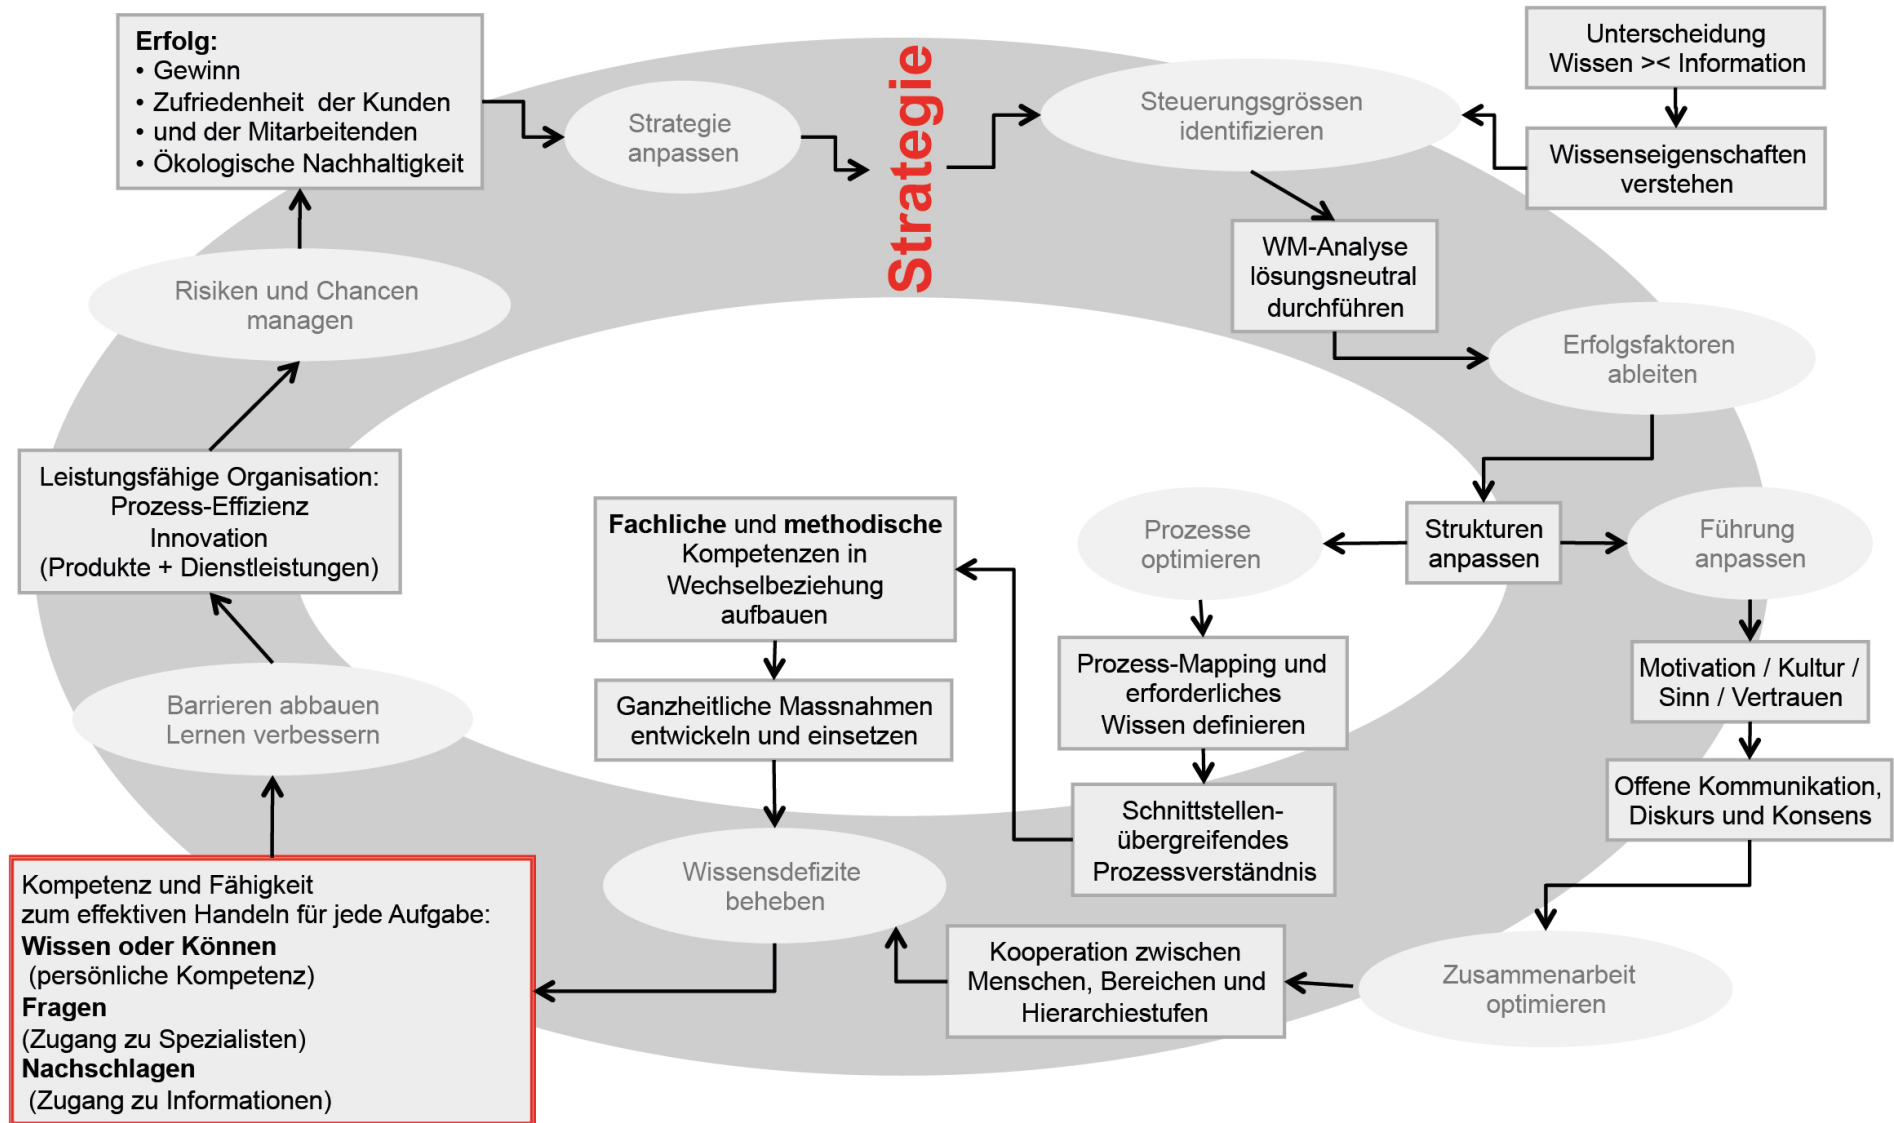 Erfolg:
• Gewinn
• Zufriedenheit der Kunden
• und der Mitarbeitenden
• Ökologische Nachhaltigkeit
Strategie
anpassen
Strategie
Steuerungsgrössen
identifizieren
Unterscheidung
Wissen >< Information
Wissenseigenschaften
verstehen
WM-Analyse
lösungsneutral
durchführen
Erfolgsfaktoren
ableiten
Strukturen
anpassen
Führung
anpassen
Prozesse
optimieren
Motivation / Kultur /
Sinn / Vertrauen
Offene Kommunikation,
Diskurs und Konsens
Zusammenarbeit
optimieren
Kooperation zwischen
Menschen, Bereichen und
Hierarchiestufen
Prozess-Mapping und
erforderliches
Wissen definieren
Schnittstellen-
übergreifendes
Prozessverständnis
Fachliche und methodische
Kompetenzen in
Wechselbeziehung
aufbauen
Ganzheitliche Massnahmen
entwickeln und einsetzen
Wissensdefizite
beheben
Kompetenz und Fähigkeit
zum effektiven Handeln für jede Aufgabe:
Wissen oder Können
(persönliche Kompetenz)
Fragen
(Zugang zu Spezialisten)
Nachschlagen
(Zugang zu Informationen)
Barrieren abbauen
Lernen verbessern
Leistungsfähige Organisation:
Prozess-Effizienz
Innovation
(Produkte + Dienstleistungen)
Risiken und Chancen
managen